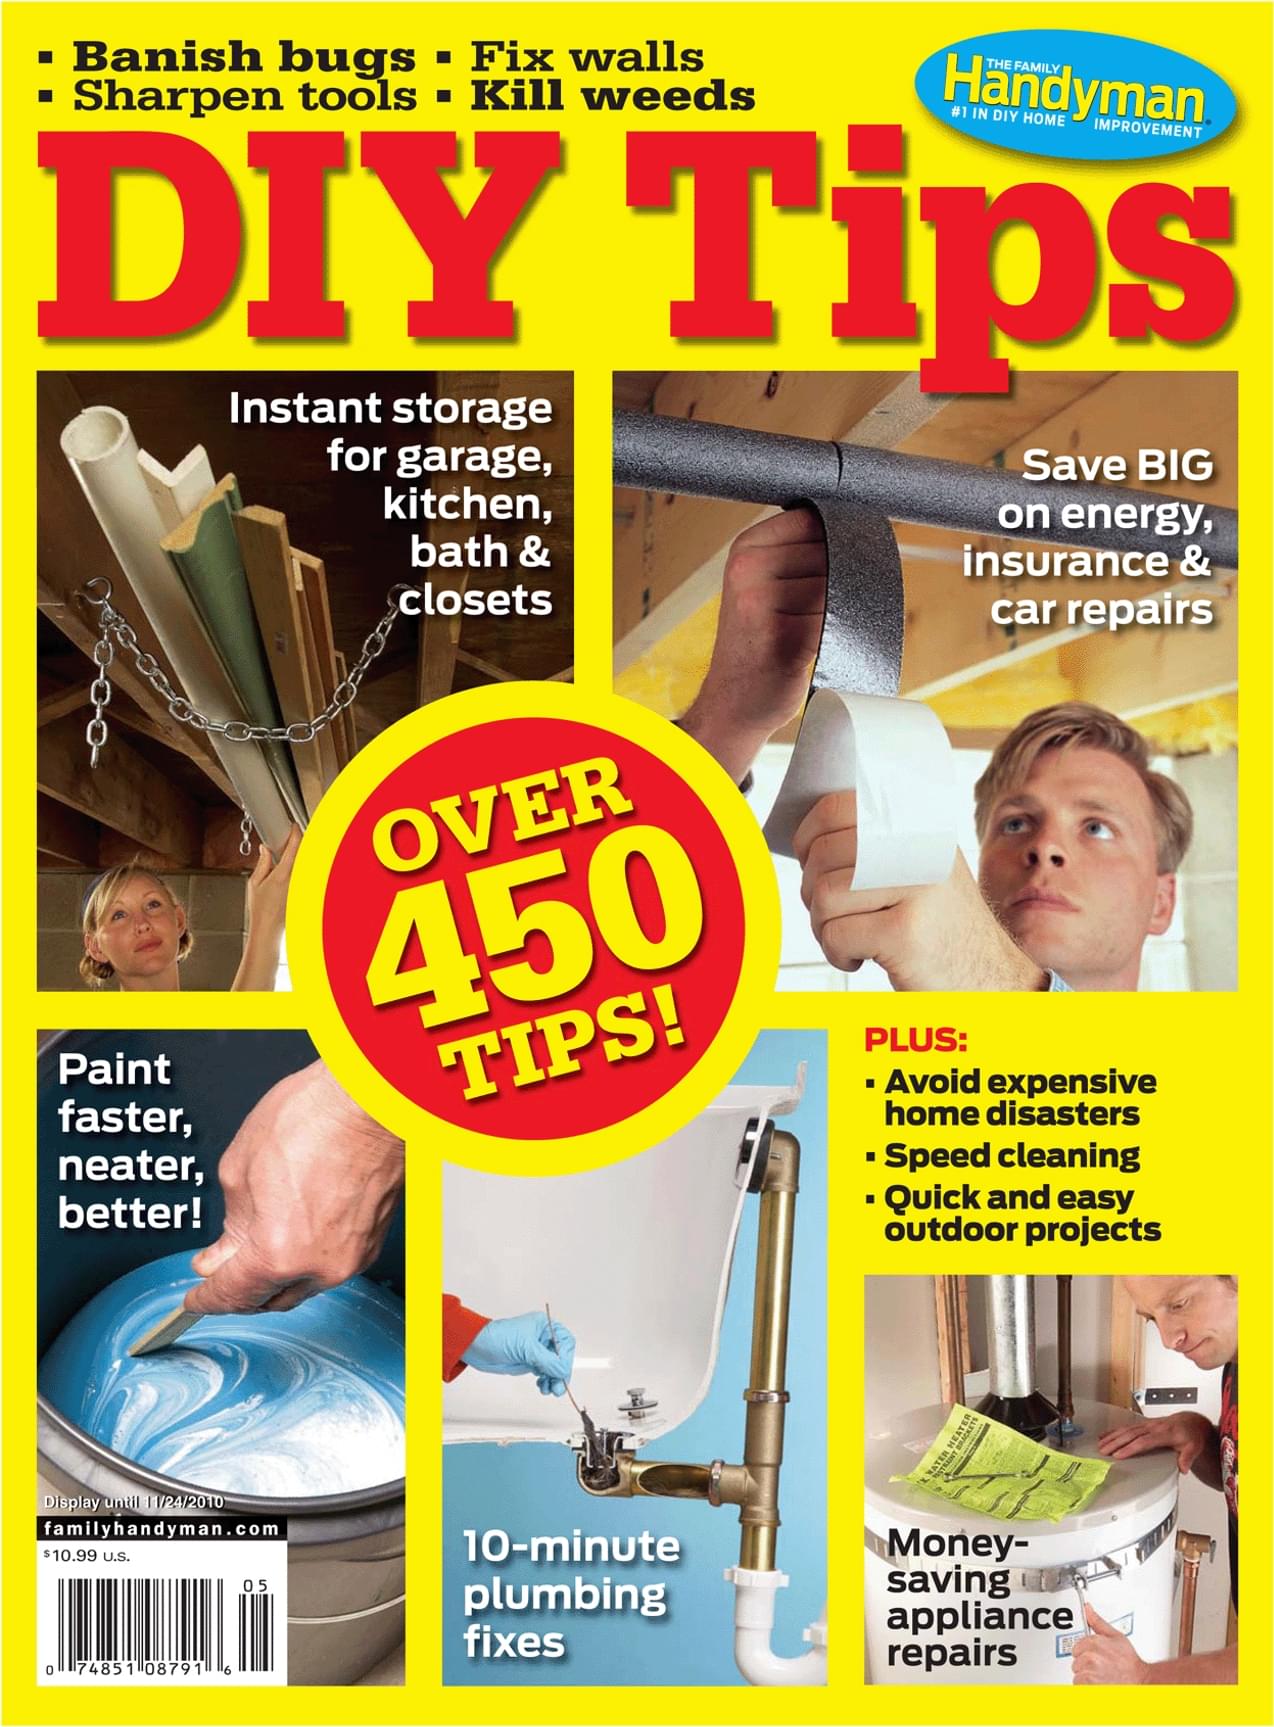 ▪ Banish bugs ▪ Fix walls
▪ Sharpen tools ▪ Kill weeds
THE FAMILY
Handyman
#1 IN DIY HOME IMPROVEMENT
DIY Tips
Instant storage
for garage,
kitchen,
bath &
closets
Save BIG
on energy,
insurance &
car repairs
OVER
450
TIPS!
Paint
faster,
neater,
better!
PLUS:
▪ Avoid expensive
home disasters
▪ Speed cleaning
▪ Quick and easy
outdoor projects
WATER HEATER
10-minute
plumbing
fixes
Money-
saving
appliance
repairs
Display until 11/24/2010
familyhandyman.com
$10.99 U.S.
05
0 74851 08791 6